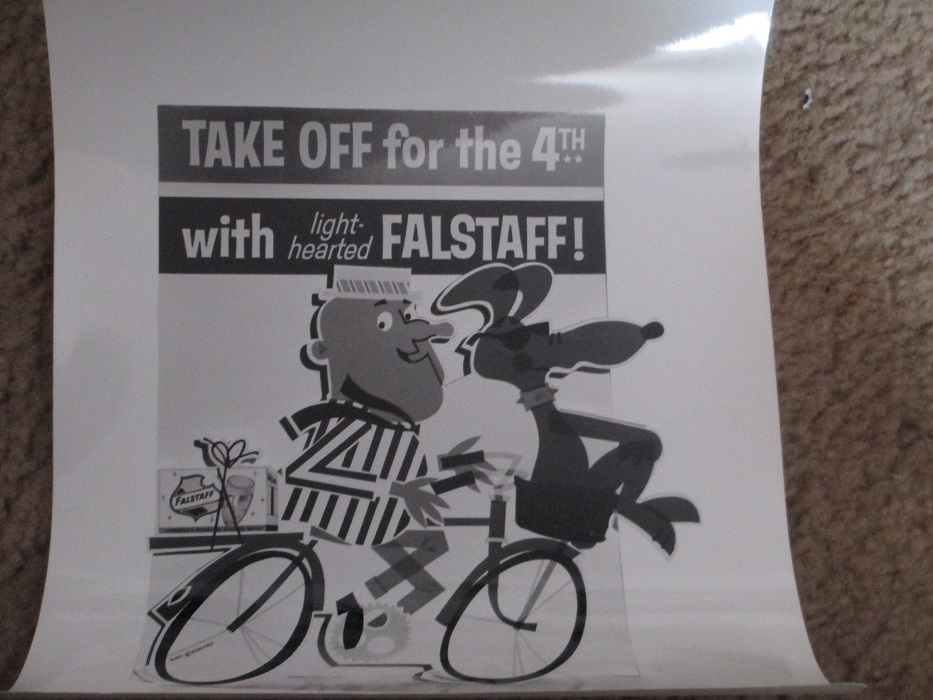 TAKE OFF for the 4TH
with light-hearted FALSTAFF!
FALSTAFF